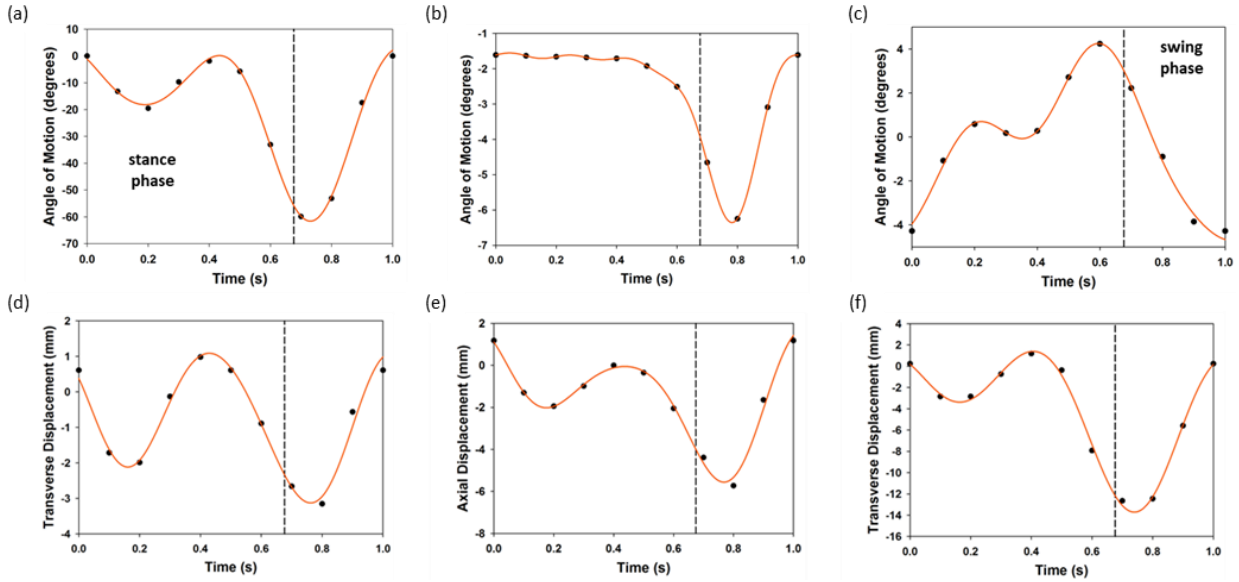 (a)
Angle of Motion (degrees)
10
0
-10
-20
-30
-40
-50
-60
-70
stance
phase
0.0 0.2 0.4 0.6 0.8 1.0
Time (s)
(b)
Angle of Motion (degrees)
-1
-2
-3
-4
-5
-6
-7
0.0 0.2 0.4 0.6 0.8 1.0
Time (s)
(c)
Angle of Motion (degrees)
4
2
0
-2
-4
swing
phase
0.0 0.2 0.4 0.6 0.8 1.0
Time (s)
(d)
Transverse Displacement (mm)
2
1
0
-1
-2
-3
-4
0.0 0.2 0.4 0.6 0.8 1.0
Time (s)
(e)
Axial Displacement (mm)
2
0
-2
-4
-6
-8
0.0 0.2 0.4 0.6 0.8 1.0
Time (s)
(f)
Transverse Displacement (mm)
4
2
0
-2
-4
-6
-8
-10
-12
-14
-16
0.0 0.2 0.4 0.6 0.8 1.0
Time (s)